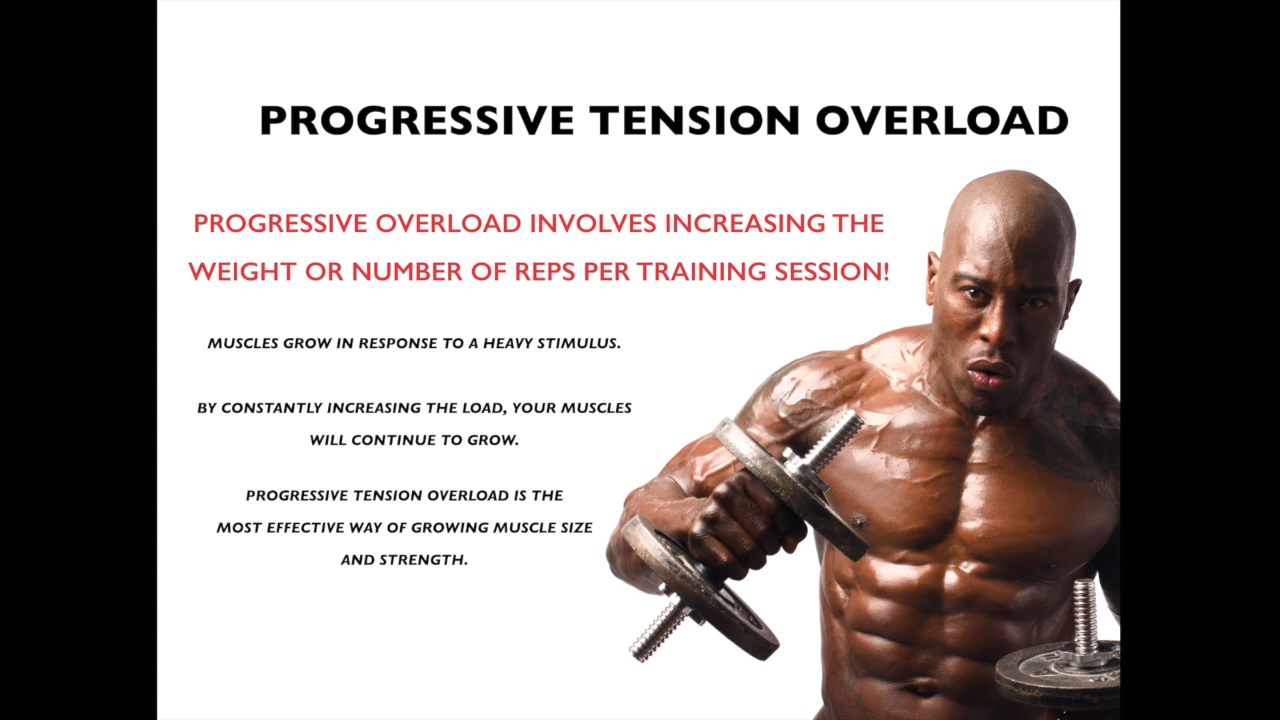 PROGRESSIVE TENSION OVERLOAD
PROGRESSIVE OVERLOAD INVOLVES INCREASING THE
WEIGHT OR NUMBER OF REPS PER TRAINING SESSION!
MUSCLES GROW IN RESPONSE TO A HEAVY STIMULUS.
BY CONSTANTLY INCREASING THE LOAD, YOUR MUSCLES
WILL CONTINUE TO GROW.
PROGRESSIVE TENSION OVERLOAD IS THE
MOST EFFECTIVE WAY OF GROWING MUSCLE SIZE
AND STRENGTH.